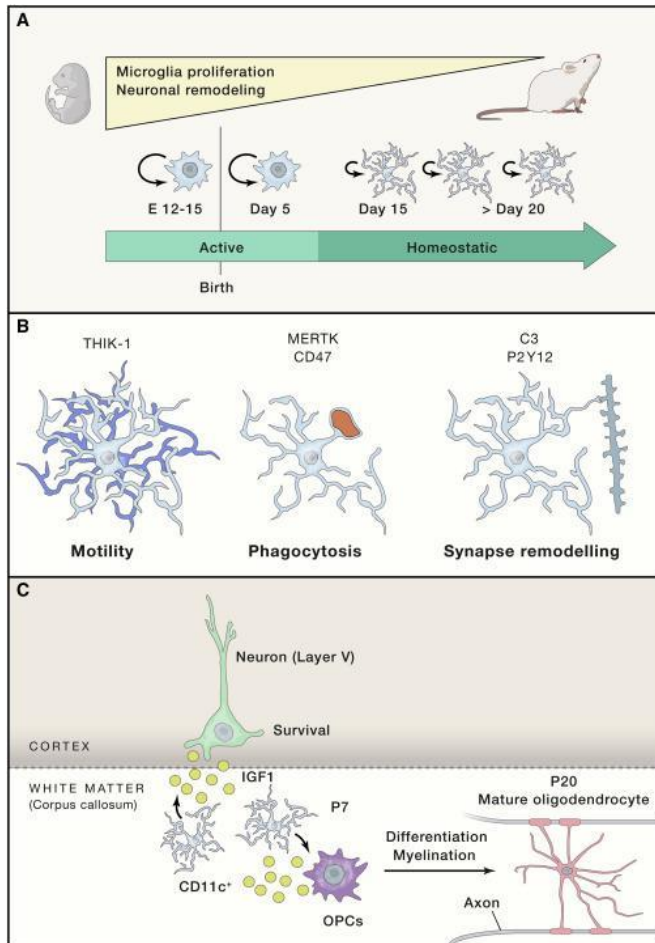 A
Microglia proliferation
Neuronal remodeling
E 12-15
Day 5
Day 15
> Day 20
Active
Homeostatic
Birth
B
THIK-1
MERTK
CD47
C3
P2Y12
Motility
Phagocytosis
Synapse remodelling
C
Neuron (Layer V)
Survival
CORTEX
WHITE MATTER
(Corpus callosum)
IGF1
P7
CD11c⁺
OPCs
Differentiation
Myelination
P20
Mature oligodendrocyte
Axon